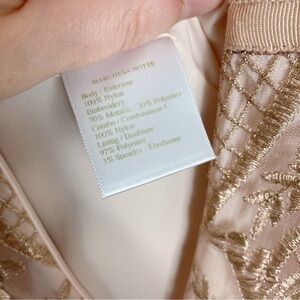 MARCHESA NOTTE
Body / Exterieur
100% Nylon
Embroidery
70% Metallic / 30% Polyester
Combo / Combinaison 1
100% Nylon
Lining / Doublure
97% Polyester
3% Spandex / Elasthanne